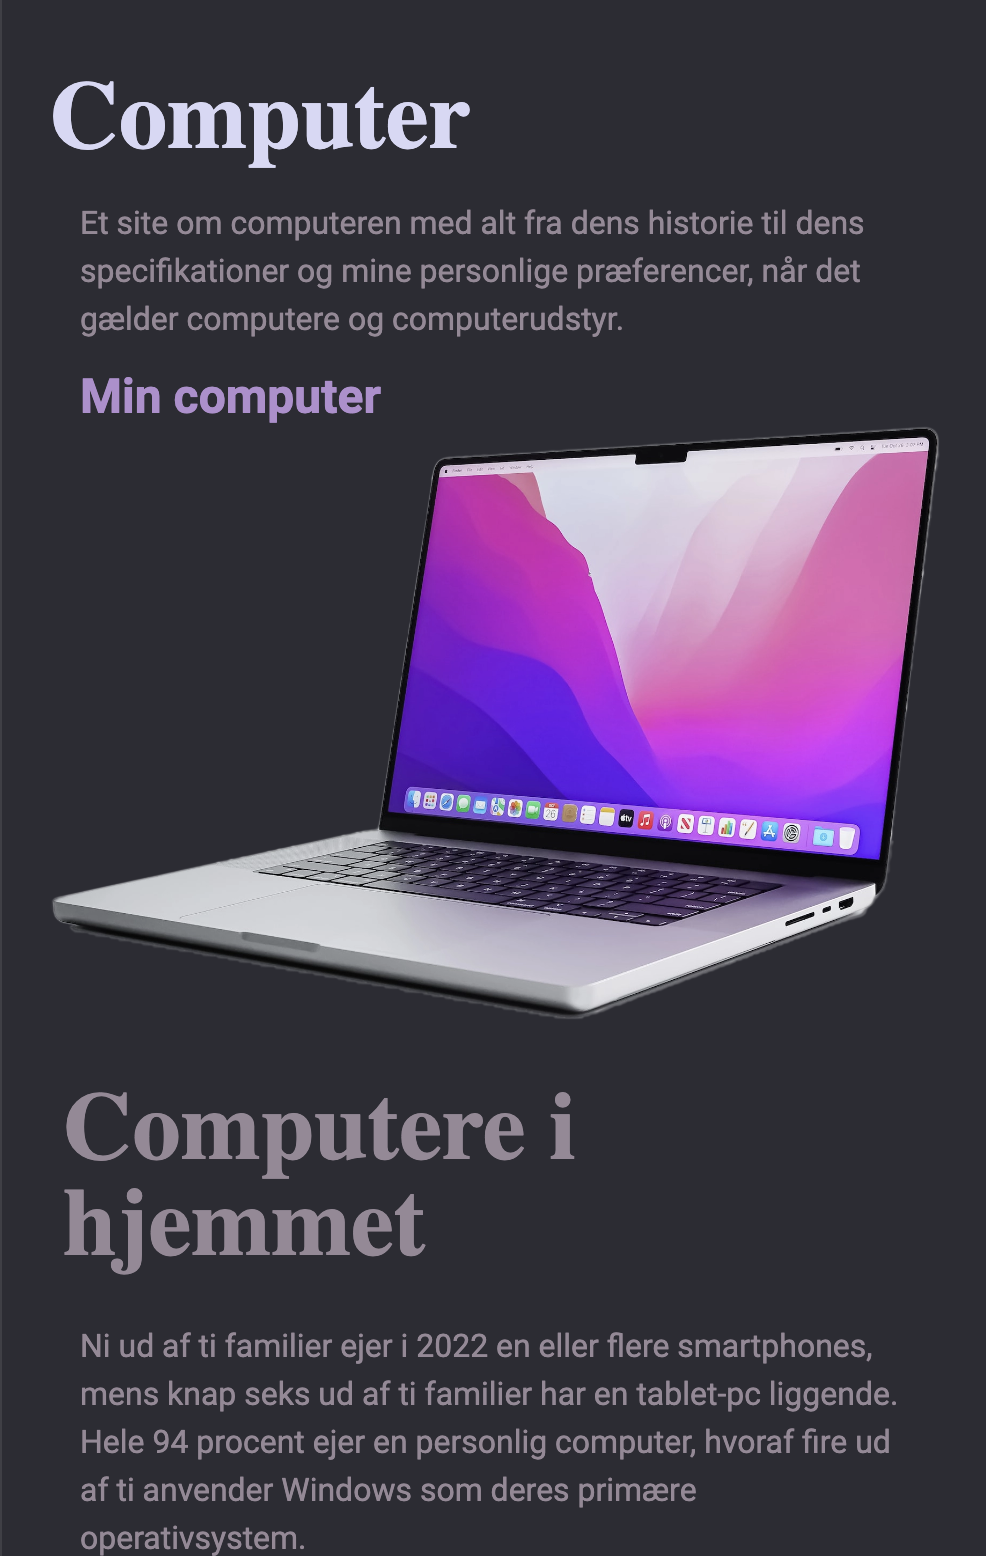 Computer
Et site om computeren med alt fra dens historie til dens
specifikationer og mine personlige præferencer, når det
gælder computere og computerudstyr.
Min computer
26
tv
Computere i
hjemmet
Ni ud af ti familier ejer i 2022 en eller flere smartphones,
mens knap seks ud af ti familier har en tablet-pc liggende.
Hele 94 procent ejer en personlig computer, hvoraf fire ud
af ti anvender Windows som deres primære
operativsystem.